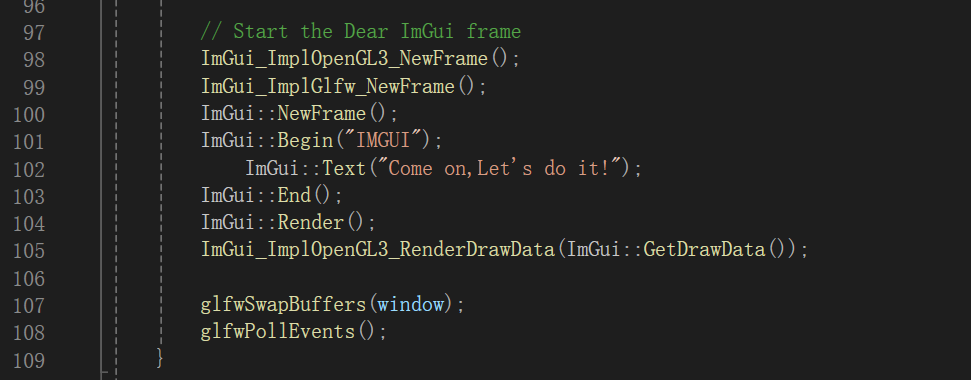 96
97 // Start the Dear ImGui frame
98 ImGui_ImplOpenGL3_NewFrame();
99 ImGui_ImplGlfw_NewFrame();
100 ImGui::NewFrame();
101 ImGui::Begin("IMGUI");
102 ImGui::Text("Come on,Let's do it!");
103 ImGui::End();
104 ImGui::Render();
105 ImGui_ImplOpenGL3_RenderDrawData(ImGui::GetDrawData());
106
107 glfwSwapBuffers(window);
108 glfwPollEvents();
109 }